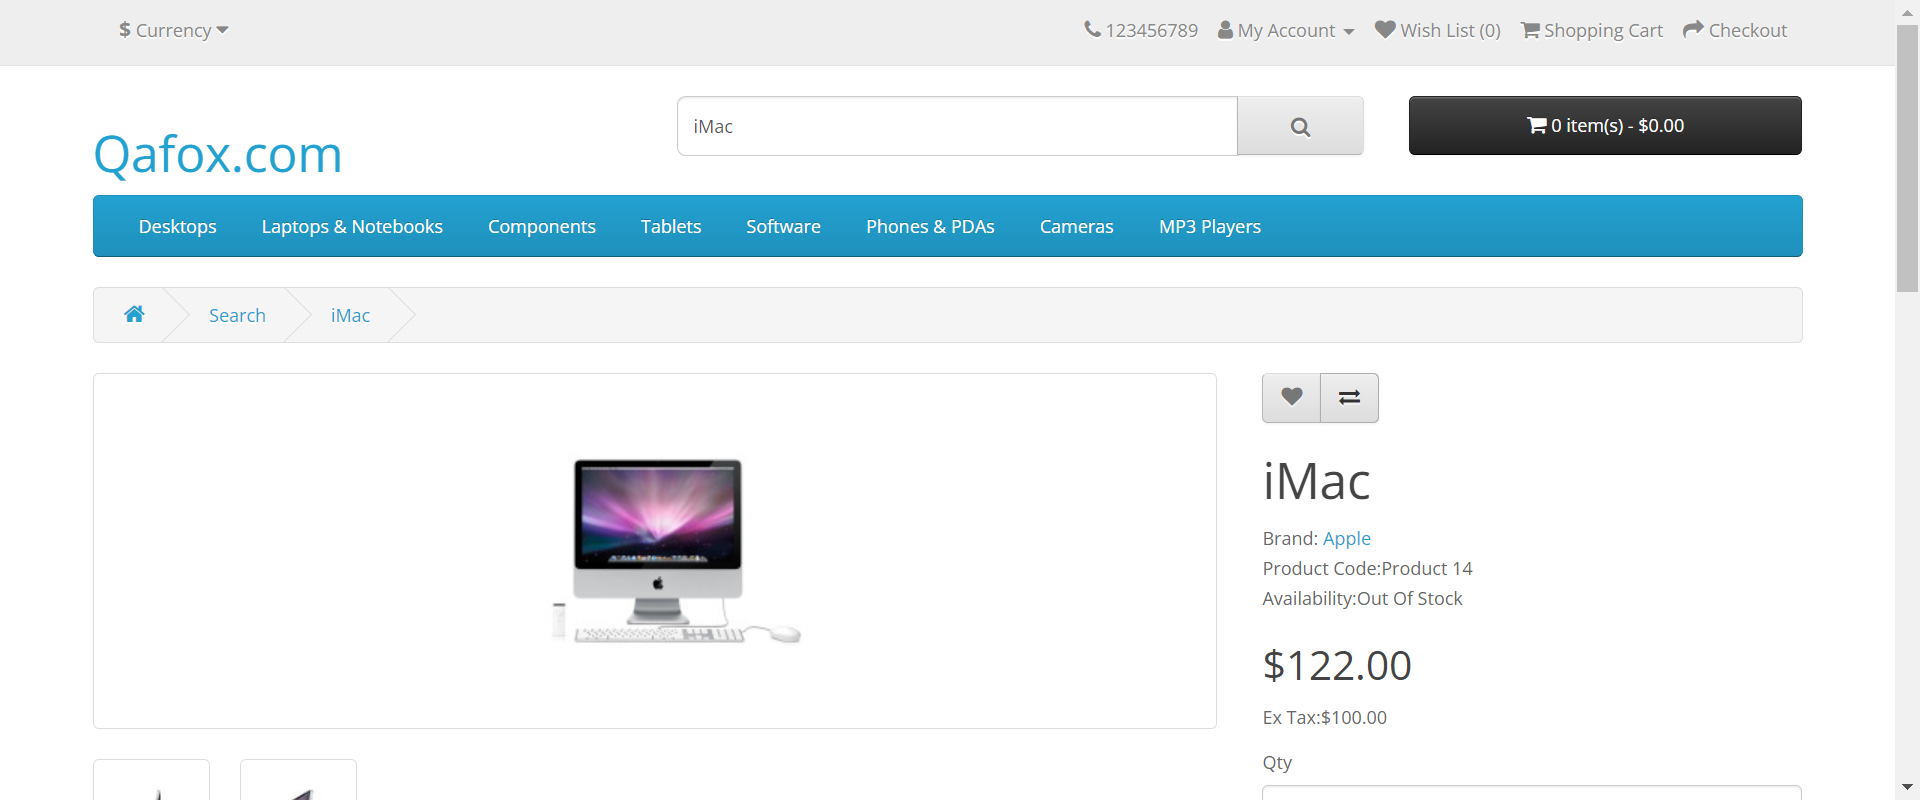 $ Currency
123456789 My Account Wish List (0) Shopping Cart Checkout
iMac
0 item(s) - $0.00
Qafox.com
Desktops Laptops & Notebooks Components Tablets Software Phones & PDAs Cameras MP3 Players
Search iMac
iMac
Brand: Apple
Product Code:Product 14
Availability:Out Of Stock
$122.00
Ex Tax:$100.00
Qty